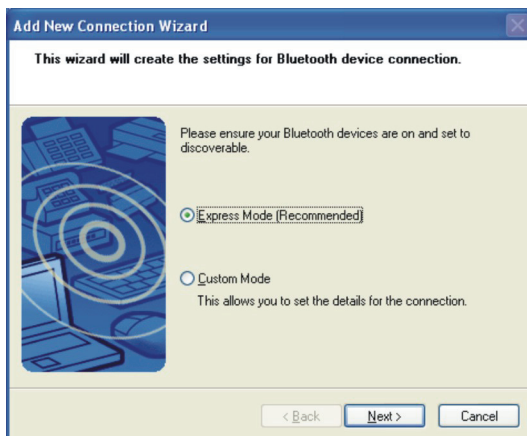 Add New Connection Wizard
This wizard will create the settings for Bluetooth device connection.
Please ensure your Bluetooth devices are on and set to
discoverable.
Express Mode (Recommended)
Custom Mode
This allows you to set the details for the connection.
< Back Next > Cancel